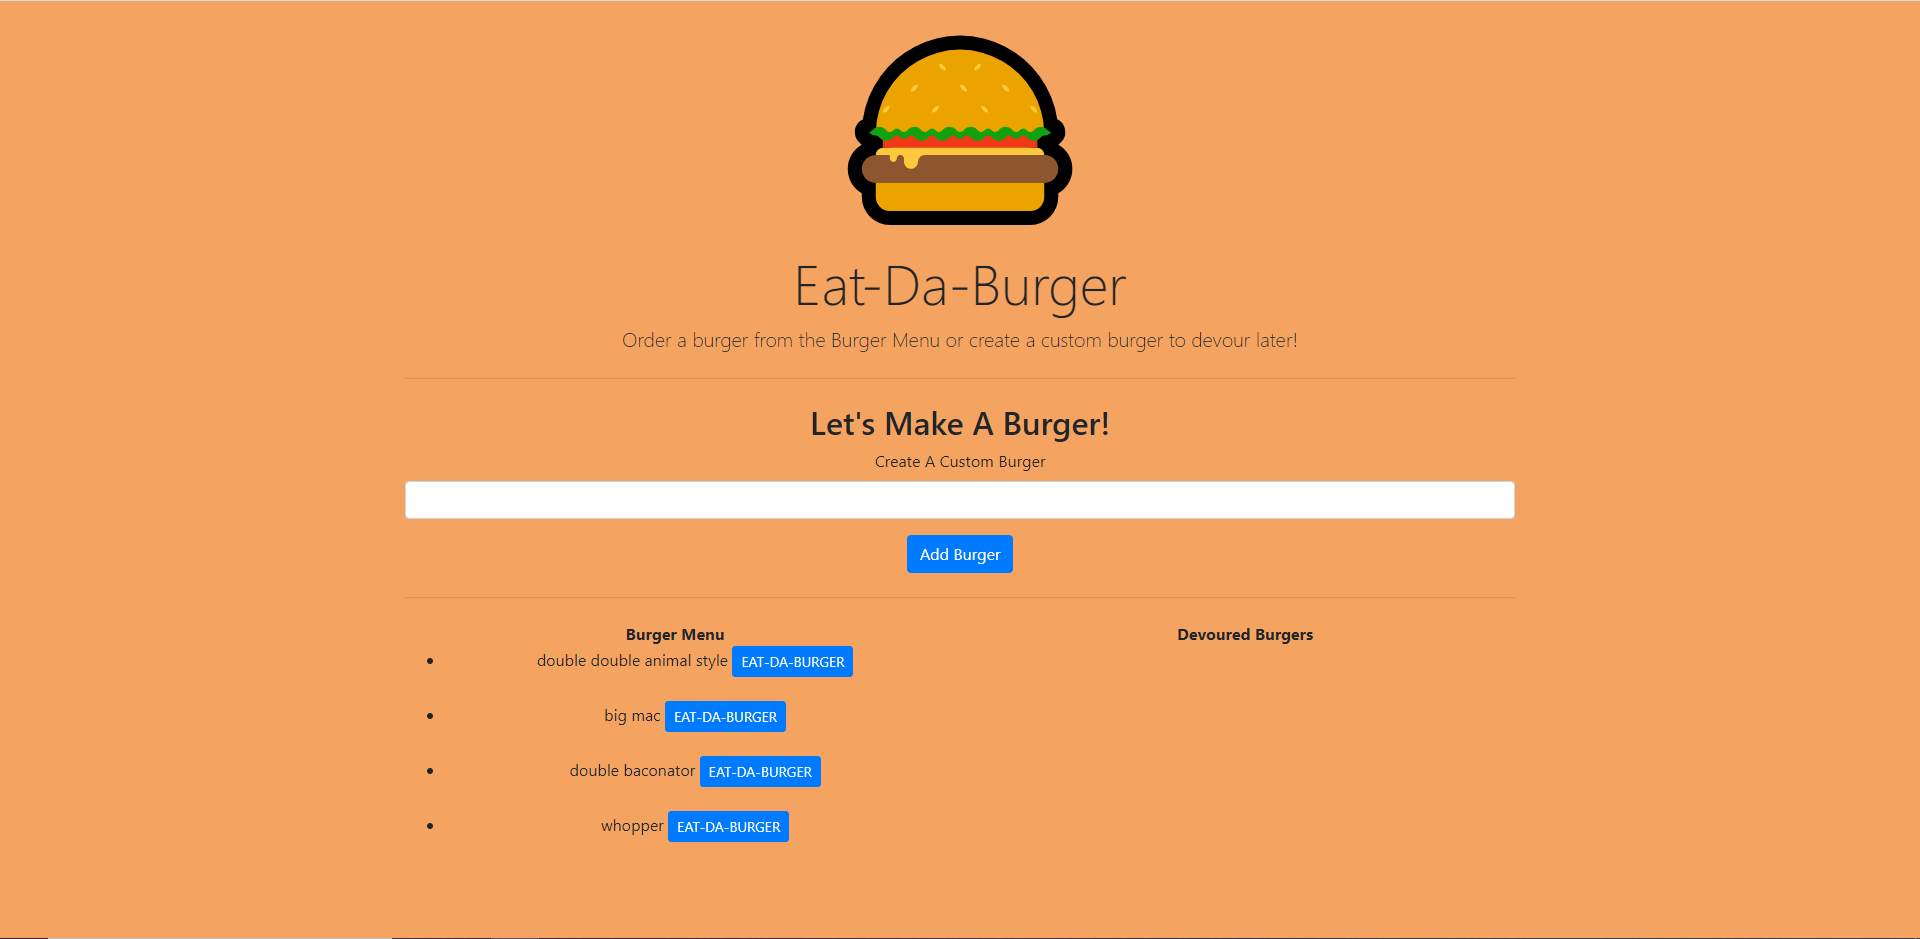 Eat-Da-Burger
Order a burger from the Burger Menu or create a custom burger to devour later!
Let's Make A Burger!
Create A Custom Burger
Add Burger
Burger Menu
double double animal style EAT-DA-BURGER
big mac EAT-DA-BURGER
double baconator EAT-DA-BURGER
whopper EAT-DA-BURGER
Devoured Burgers